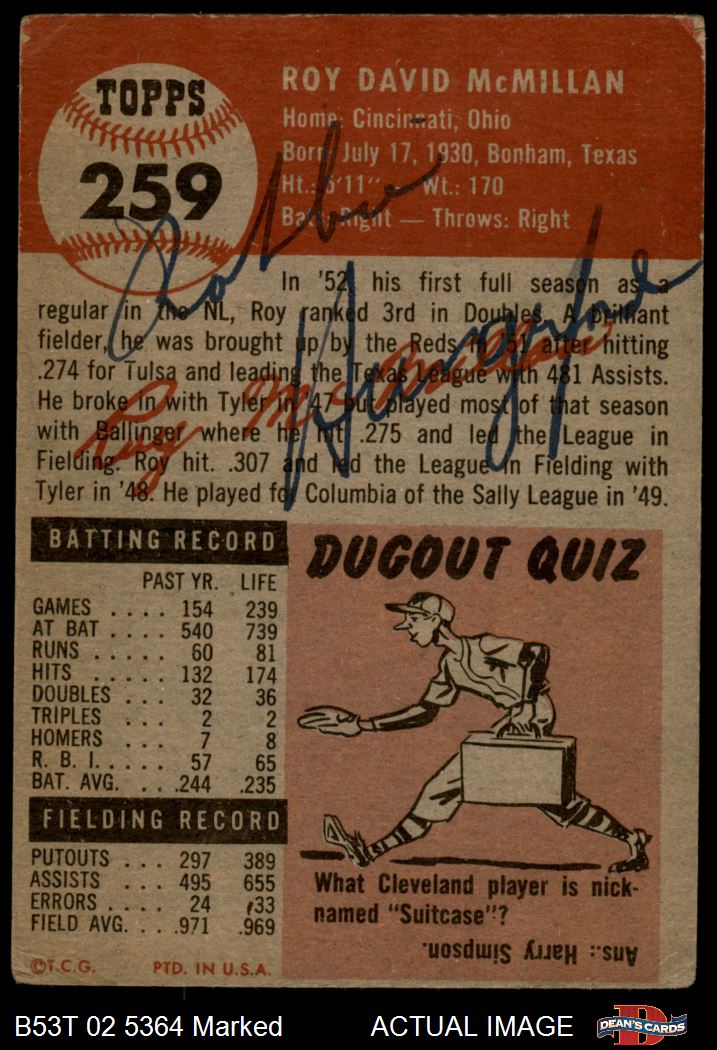 TOPPS
259
ROY DAVID McMILLAN
Home: Cincinnati, Ohio
Born: July 17, 1930, Bonham, Texas
Ht.: 5'11" — Wt.: 170
Bats: Right — Throws: Right
In '52, his first full season as a
regular in the NL, Roy ranked 3rd in Doubles. A brilliant
fielder, he was brought up by the Reds in '51 after hitting
.274 for Tulsa and leading the Texas League with 481 Assists.
He broke in with Tyler in '47 but played most of that season
with Ballinger where he hit .275 and led the League in
Fielding. Roy hit. .307 and led the League in Fielding with
Tyler in '48. He played for Columbia of the Sally League in '49.
Roy McMillan
BATTING RECORD
PAST YR. LIFE
GAMES .... 154 239
AT BAT .... 540 739
RUNS ..... 60 81
HITS ..... 132 174
DOUBLES ... 32 36
TRIPLES ... 2 2
HOMERS ... 7 8
R. B. I. .... 57 65
BAT. AVG. .. .244 .235
FIELDING RECORD
PUTOUTS ... 297 389
ASSISTS ... 495 655
ERRORS .... 24 33
FIELD AVG. .. .971 .969
©T.C.G. PTD. IN U.S.A.
DUGOUT QUIZ
What Cleveland player is nick-
named "Suitcase"?
Ans.: Harry Simpson.
B53T 02 5364 Marked ACTUAL IMAGE
DEAN'S CARDS